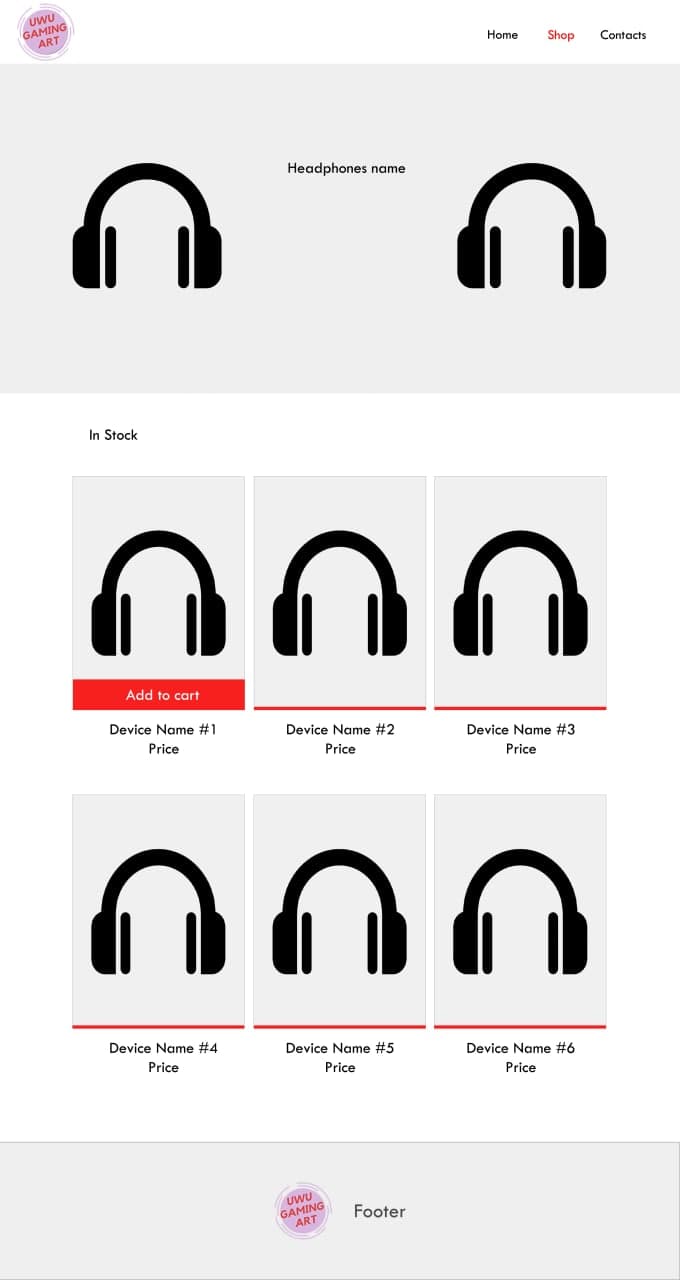 UWU
GAMING
ART
Home Shop Contacts
Headphones name
In Stock
Add to cart
Device Name #1
Price
Device Name #2
Price
Device Name #3
Price
Device Name #4
Price
Device Name #5
Price
Device Name #6
Price
UWU
GAMING
ART
Footer